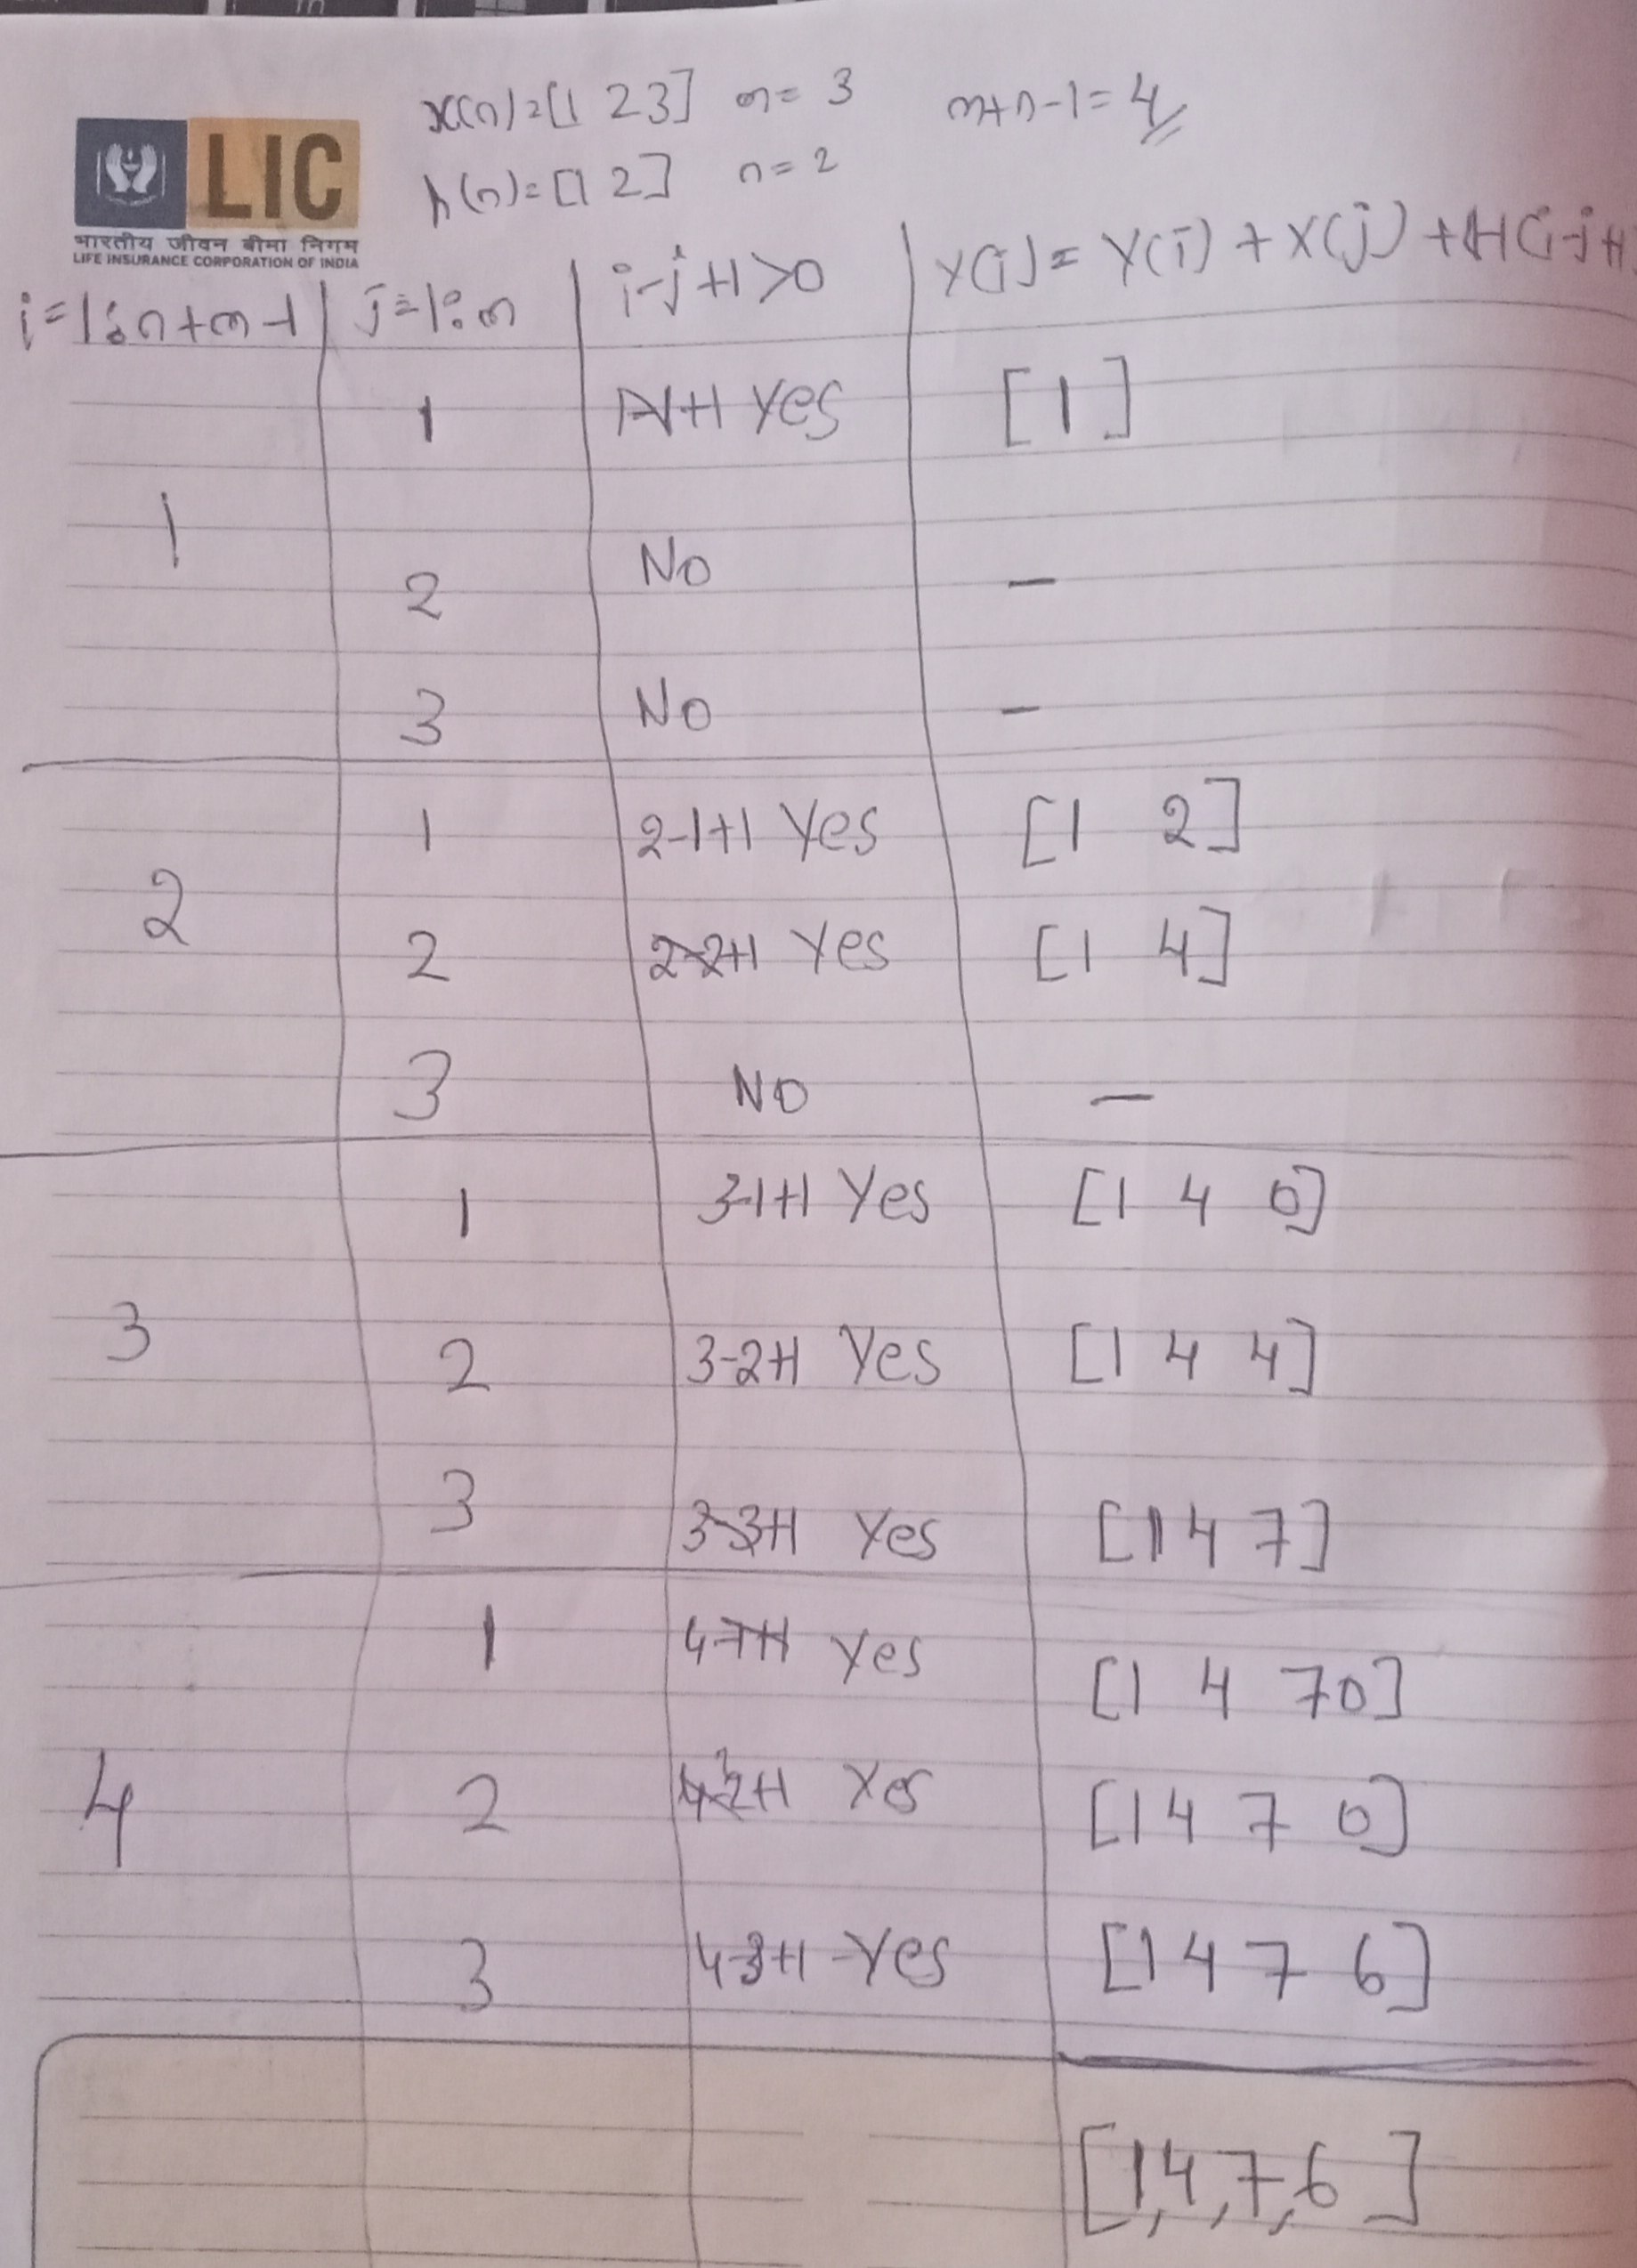 x(n)=[1 2 3] m= 3 m+n-1=4
h(n)=[1 2] n=2
LIC
भारतीय जीवन बीमा निगम
LIFE INSURANCE CORPORATION OF INDIA
i=1:n+m-1 j=1:m i-j+1>0 Y(i)= Y(i) + X(j) +H(i-j+1
1 1-1+1 Yes [1]
1
2 No -
3 No -
1 2-1+1 Yes [1 2]
2
2 2-2+1 Yes [1 4]
3 NO -
1 3-1+1 Yes [1 4 0]
3
2 3-2+1 Yes [1 4 4]
3 3-3+1 Yes [1 4 7]
1 4-1+1 Yes [1 4 7 0]
4 2 4-2+1 Yes [1 4 7 0]
3 4-3+1 -Yes [1 4 7 6]
[1,4,7,6]